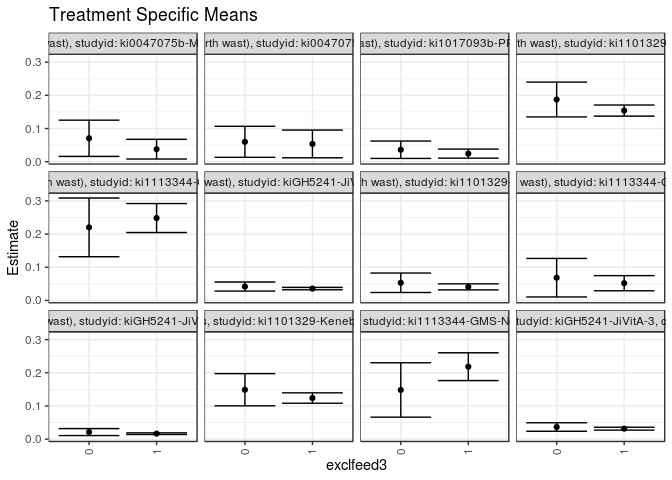 Treatment Specific Means
wast), studyid: ki0047075b-M
rth wast), studyid: ki004707
wast), studyid: ki1017093b-PR
rth wast), studyid: ki1101329
0.3
0.2
0.1
0.0
h wast), studyid: ki1113344-
wast), studyid: kiGH5241-JiV
th wast), studyid: ki1101329-
wast), studyid: ki1113344-G
0.3
0.2
0.1
0.0
wast), studyid: kiGH5241-JiV
s, studyid: ki1101329-Keneb
studyid: ki1113344-GMS-N
studyid: kiGH5241-JiVitA-3, c
0.3
0.2
0.1
0.0
0 1 0 1 0 1 0 1
Estimate
exclfeed3